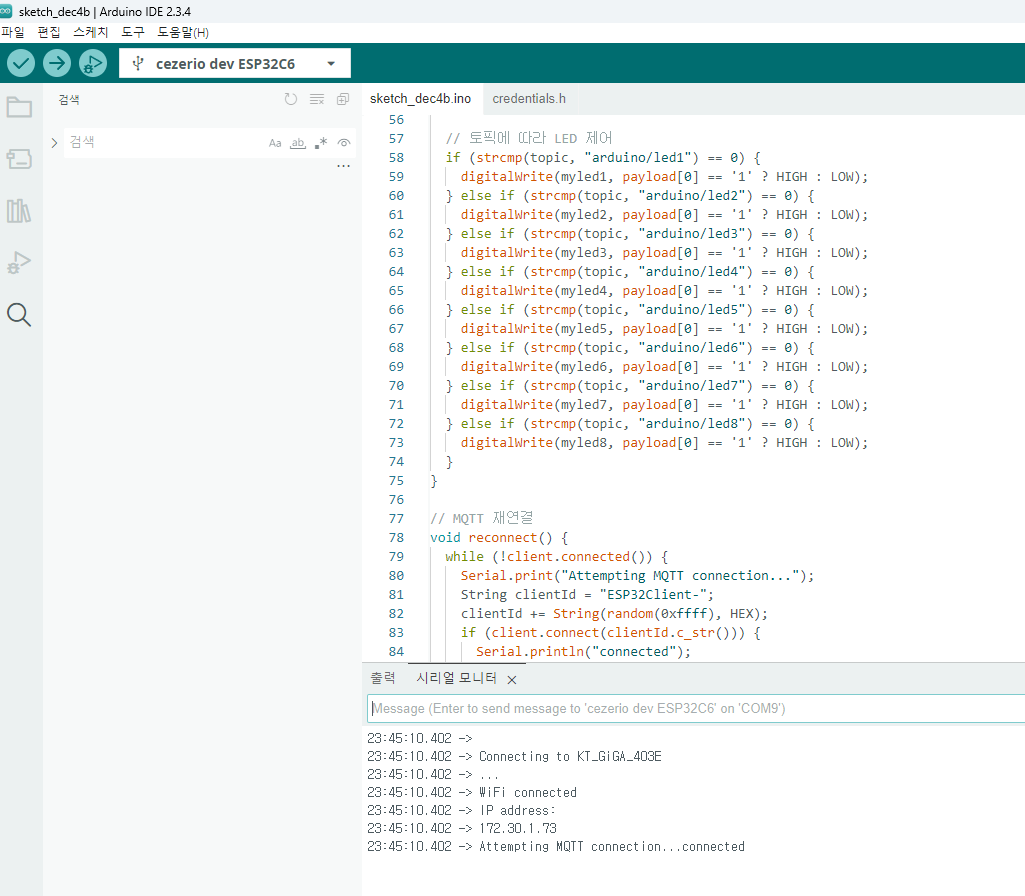 sketch_dec4b | Arduino IDE 2.3.4
파일 편집 스케치 도구 도움말(H)
cezerio dev ESP32C6
검색
검색
Aa ab .*
...
sketch_dec4b.ino credentials.h
56
57 // 토픽에 따라 LED 제어
58 if (strcmp(topic, "arduino/led1") == 0) {
59 digitalWrite(myled1, payload[0] == '1' ? HIGH : LOW);
60 } else if (strcmp(topic, "arduino/led2") == 0) {
61 digitalWrite(myled2, payload[0] == '1' ? HIGH : LOW);
62 } else if (strcmp(topic, "arduino/led3") == 0) {
63 digitalWrite(myled3, payload[0] == '1' ? HIGH : LOW);
64 } else if (strcmp(topic, "arduino/led4") == 0) {
65 digitalWrite(myled4, payload[0] == '1' ? HIGH : LOW);
66 } else if (strcmp(topic, "arduino/led5") == 0) {
67 digitalWrite(myled5, payload[0] == '1' ? HIGH : LOW);
68 } else if (strcmp(topic, "arduino/led6") == 0) {
69 digitalWrite(myled6, payload[0] == '1' ? HIGH : LOW);
70 } else if (strcmp(topic, "arduino/led7") == 0) {
71 digitalWrite(myled7, payload[0] == '1' ? HIGH : LOW);
72 } else if (strcmp(topic, "arduino/led8") == 0) {
73 digitalWrite(myled8, payload[0] == '1' ? HIGH : LOW);
74 }
75 }
76
77 // MQTT 재연결
78 void reconnect() {
79 while (!client.connected()) {
80 Serial.print("Attempting MQTT connection...");
81 String clientId = "ESP32Client-";
82 clientId += String(random(0xffff), HEX);
83 if (client.connect(clientId.c_str())) {
84 Serial.println("connected");
출력 시리얼 모니터
Message (Enter to send message to 'cezerio dev ESP32C6' on 'COM9')
23:45:10.402 ->
23:45:10.402 -> Connecting to KT_GiGA_403E
23:45:10.402 -> ...
23:45:10.402 -> WiFi connected
23:45:10.402 -> IP address:
23:45:10.402 -> 172.30.1.73
23:45:10.402 -> Attempting MQTT connection...connected